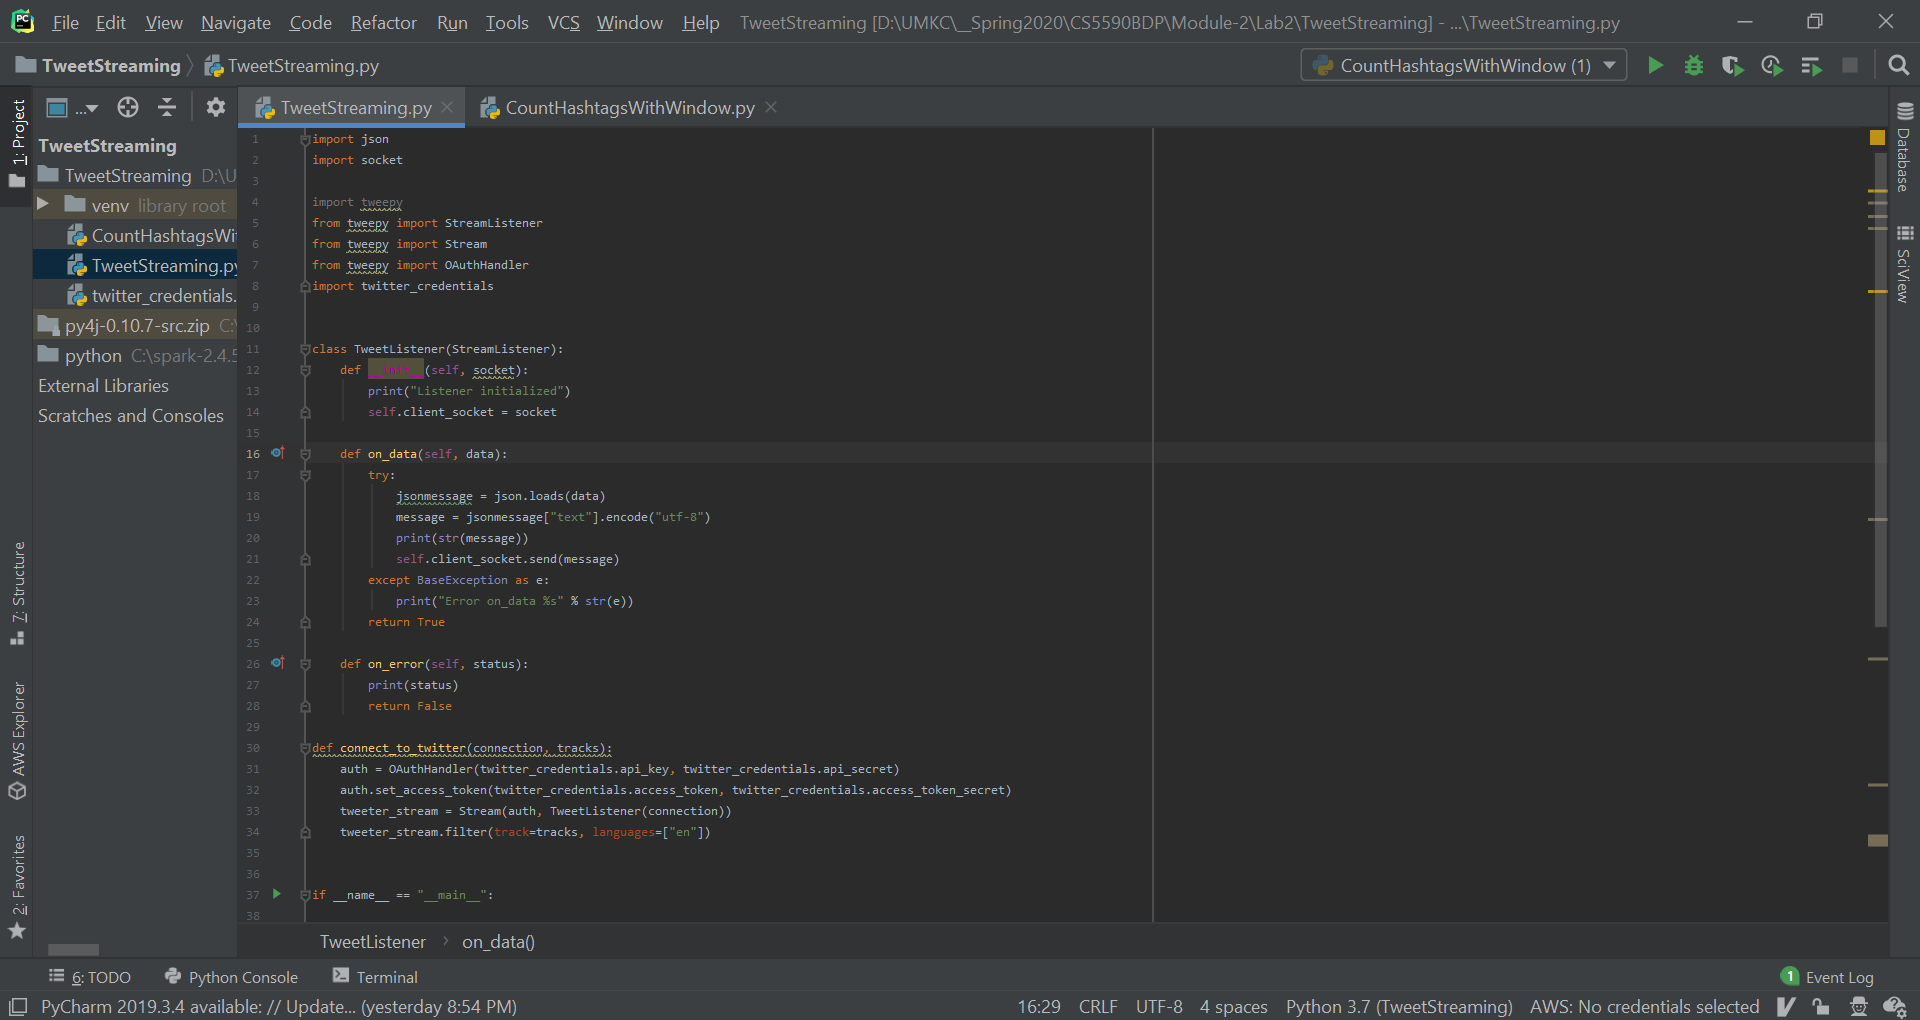 File Edit View Navigate Code Refactor Run Tools VCS Window Help TweetStreaming [D:\UMKC\__Spring2020\CS5590BDP\Module-2\Lab2\TweetStreaming] - ...\TweetStreaming.py
TweetStreaming TweetStreaming.py CountHashtagsWithWindow (1)
... TweetStreaming.py CountHashtagsWithWindow.py
1: Project
7: Structure
AWS Explorer
2: Favorites
TweetStreaming
TweetStreaming D:\U
venv library root
CountHashtagsWi
TweetStreaming.py
twitter_credentials.
py4j-0.10.7-src.zip C:\
python C:\spark-2.4.5
External Libraries
Scratches and Consoles
1 import json
2 import socket
3
4 import tweepy
5 from tweepy import StreamListener
6 from tweepy import Stream
7 from tweepy import OAuthHandler
8 import twitter_credentials
9
10
11 class TweetListener(StreamListener):
12 def __init__(self, socket):
13 print("Listener initialized")
14 self.client_socket = socket
15
16 def on_data(self, data):
17 try:
18 jsonmessage = json.loads(data)
19 message = jsonmessage["text"].encode("utf-8")
20 print(str(message))
21 self.client_socket.send(message)
22 except BaseException as e:
23 print("Error on_data %s" % str(e))
24 return True
25
26 def on_error(self, status):
27 print(status)
28 return False
29
30 def connect_to_twitter(connection, tracks):
31 auth = OAuthHandler(twitter_credentials.api_key, twitter_credentials.api_secret)
32 auth.set_access_token(twitter_credentials.access_token, twitter_credentials.access_token_secret)
33 tweeter_stream = Stream(auth, TweetListener(connection))
34 tweeter_stream.filter(track=tracks, languages=["en"])
35
36
37 if __name__ == "__main__":
38
TweetListener › on_data()
Database
SciView
6: TODO Python Console Terminal 1 Event Log
PyCharm 2019.3.4 available: // Update... (yesterday 8:54 PM) 16:29 CRLF UTF-8 4 spaces Python 3.7 (TweetStreaming) AWS: No credentials selected